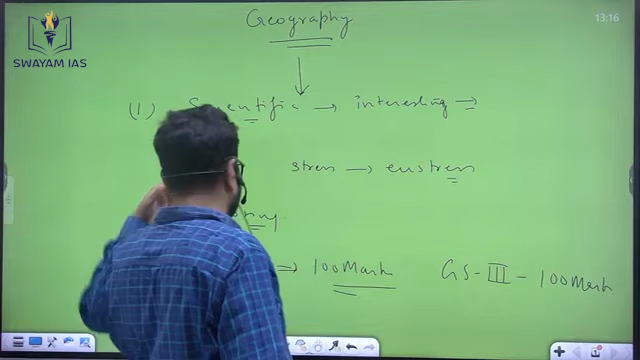 Geography
13:16
SWAYAM IAS
(1) Scientific → interesting →
stress → eustress
→ 100 Mark GS-III - 100 Mark